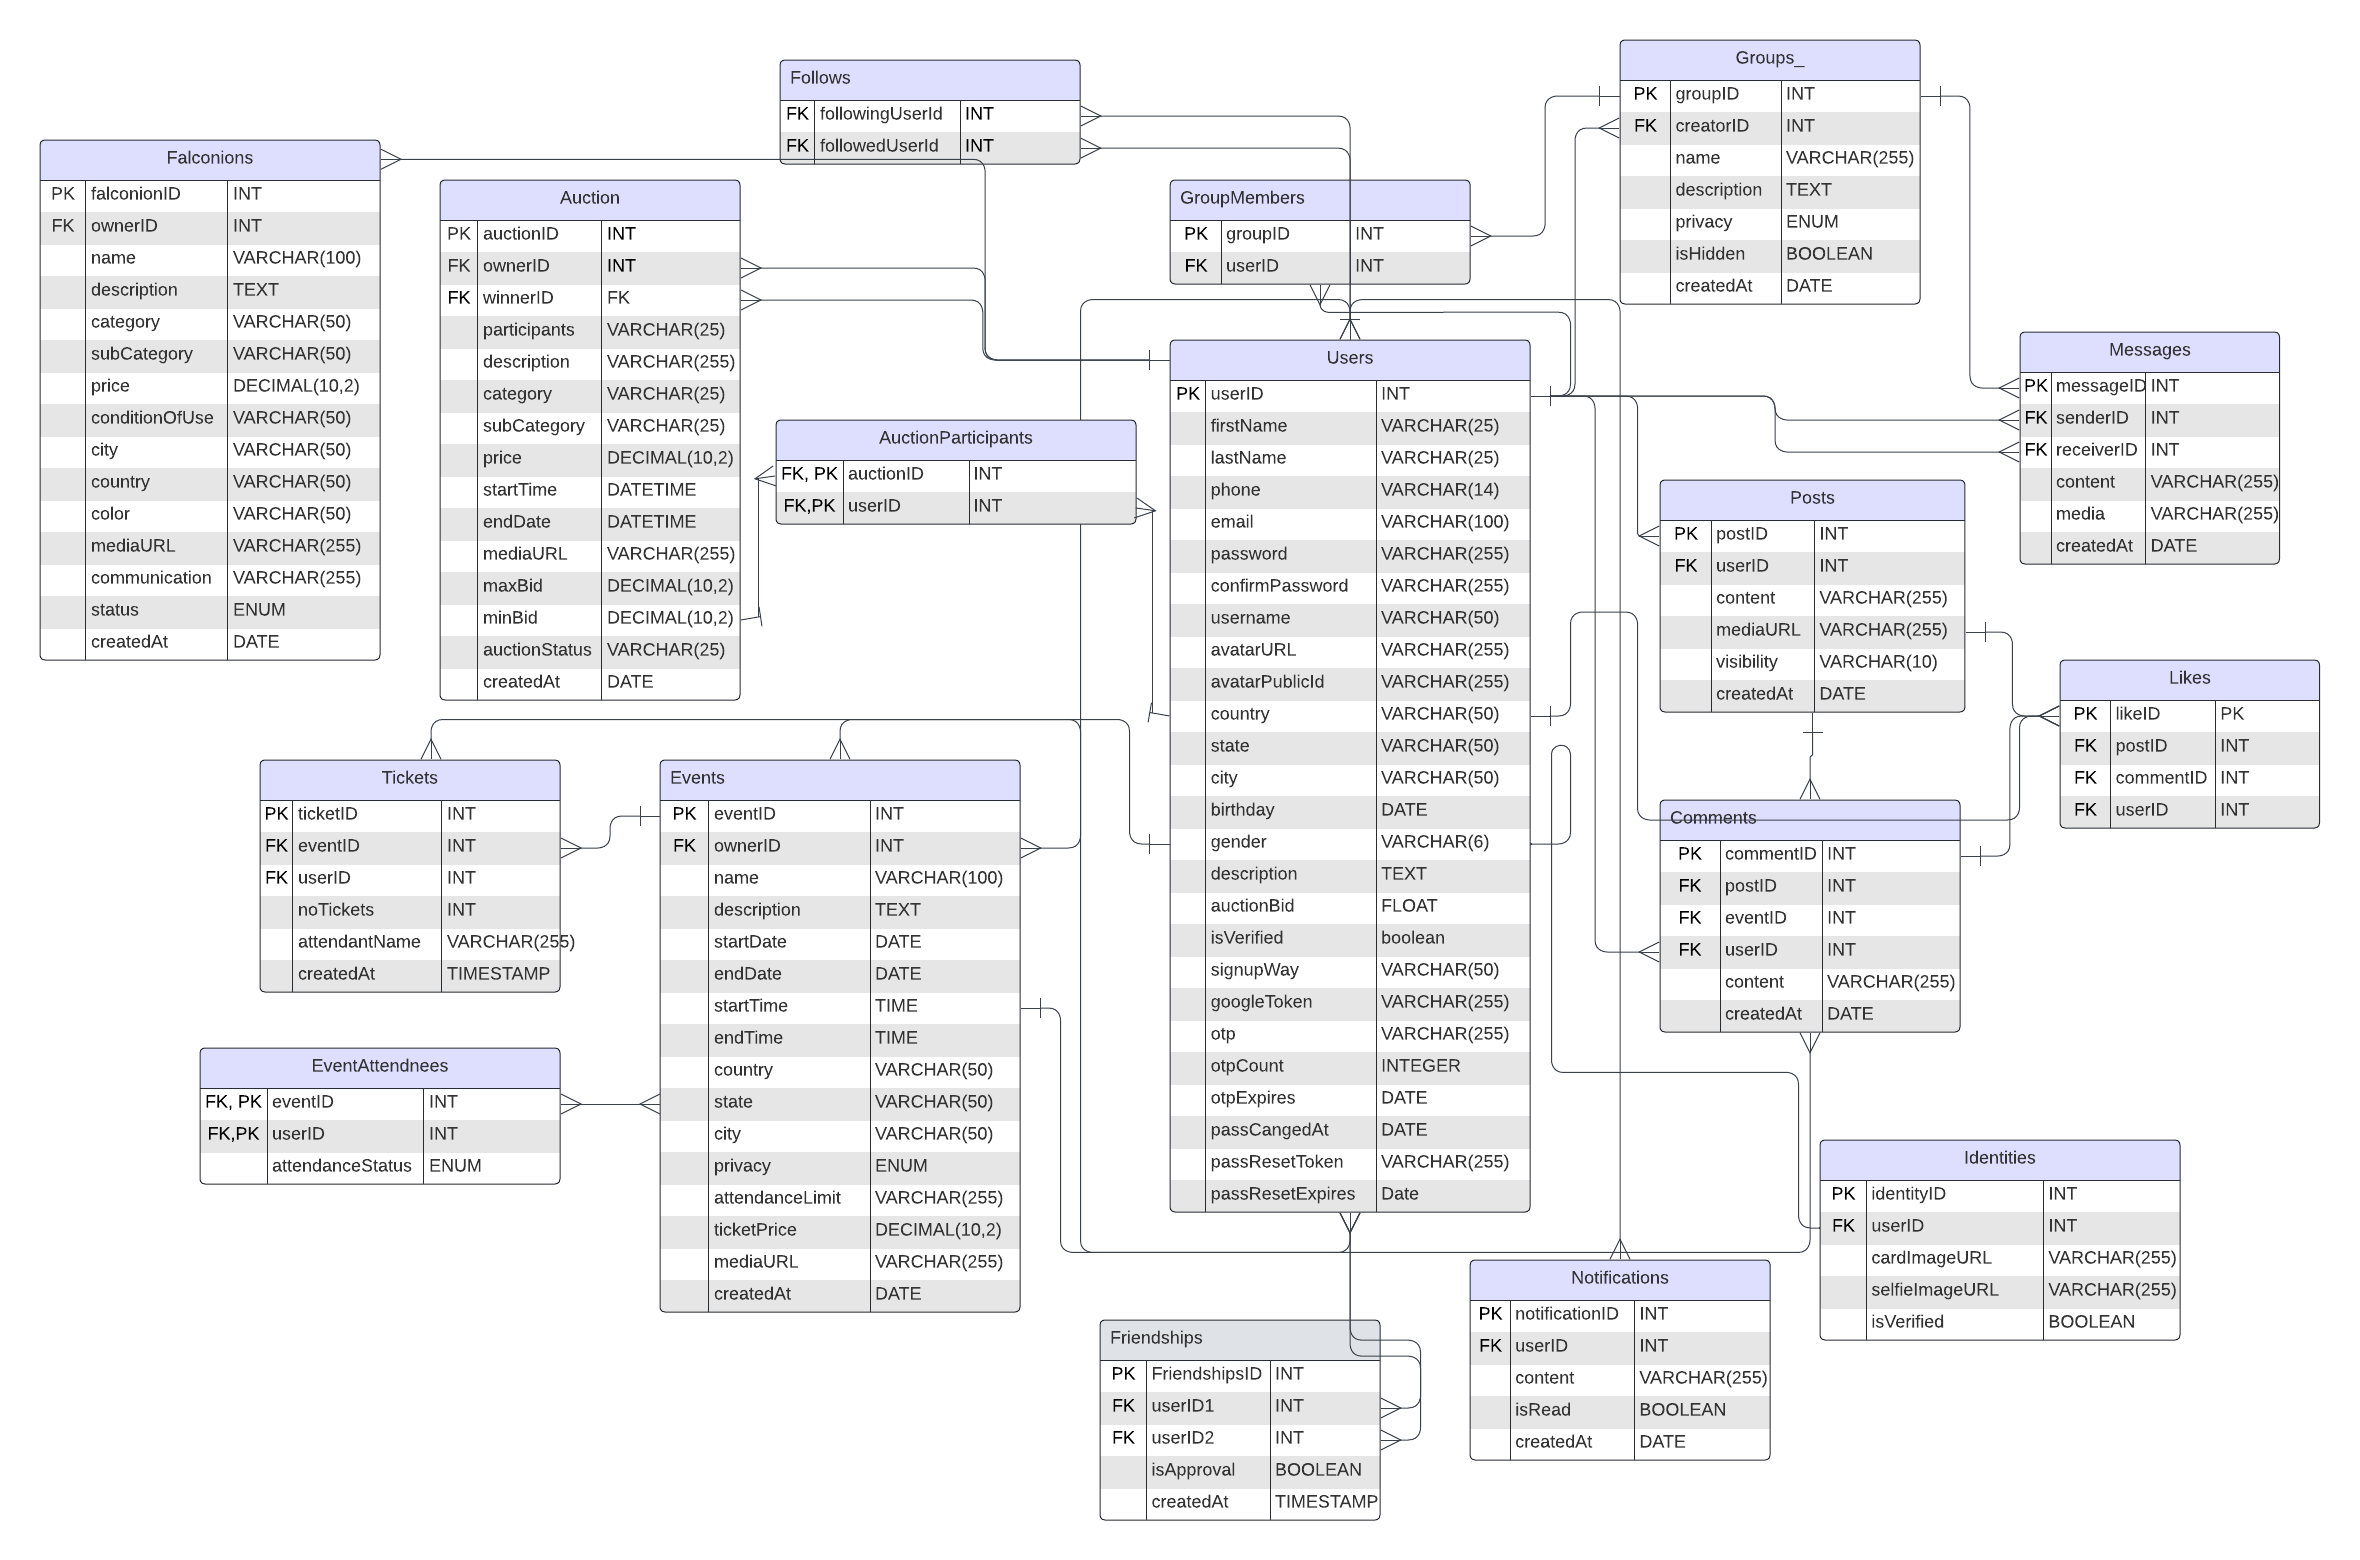 Follows
FK followingUserId INT
FK followedUserId INT
Groups_
PK groupID INT
FK creatorID INT
name VARCHAR(255)
description TEXT
privacy ENUM
isHidden BOOLEAN
createdAt DATE
Falconions
PK falconionID INT
FK ownerID INT
name VARCHAR(100)
description TEXT
category VARCHAR(50)
subCategory VARCHAR(50)
price DECIMAL(10,2)
conditionOfUse VARCHAR(50)
city VARCHAR(50)
country VARCHAR(50)
color VARCHAR(50)
mediaURL VARCHAR(255)
communication VARCHAR(255)
status ENUM
createdAt DATE
Auction
PK auctionID INT
FK ownerID INT
FK winnerID FK
participants VARCHAR(25)
description VARCHAR(255)
category VARCHAR(25)
subCategory VARCHAR(25)
price DECIMAL(10,2)
startTime DATETIME
endDate DATETIME
mediaURL VARCHAR(255)
maxBid DECIMAL(10,2)
minBid DECIMAL(10,2)
auctionStatus VARCHAR(25)
createdAt DATE
GroupMembers
PK groupID INT
FK userID INT
AuctionParticipants
FK, PK auctionID INT
FK,PK userID INT
Users
PK userID INT
firstName VARCHAR(25)
lastName VARCHAR(25)
phone VARCHAR(14)
email VARCHAR(100)
password VARCHAR(255)
confirmPassword VARCHAR(255)
username VARCHAR(50)
avatarURL VARCHAR(255)
avatarPublicId VARCHAR(255)
country VARCHAR(50)
state VARCHAR(50)
city VARCHAR(50)
birthday DATE
gender VARCHAR(6)
description TEXT
auctionBid FLOAT
isVerified boolean
signupWay VARCHAR(50)
googleToken VARCHAR(255)
otp VARCHAR(255)
otpCount INTEGER
otpExpires DATE
passCangedAt DATE
passResetToken VARCHAR(255)
passResetExpires Date
Messages
PK messageID INT
FK senderID INT
FK receiverID INT
content VARCHAR(255)
media VARCHAR(255)
createdAt DATE
Posts
PK postID INT
FK userID INT
content VARCHAR(255)
mediaURL VARCHAR(255)
visibility VARCHAR(10)
createdAt DATE
Likes
PK likeID PK
FK postID INT
FK commentID INT
FK userID INT
Tickets
PK ticketID INT
FK eventID INT
FK userID INT
noTickets INT
attendantName VARCHAR(255)
createdAt TIMESTAMP
Events
PK eventID INT
FK ownerID INT
name VARCHAR(100)
description TEXT
startDate DATE
endDate DATE
startTime TIME
endTime TIME
country VARCHAR(50)
state VARCHAR(50)
city VARCHAR(50)
privacy ENUM
attendanceLimit VARCHAR(255)
ticketPrice DECIMAL(10,2)
mediaURL VARCHAR(255)
createdAt DATE
Comments
PK commentID INT
FK postID INT
FK eventID INT
FK userID INT
content VARCHAR(255)
createdAt DATE
EventAttendnees
FK, PK eventID INT
FK,PK userID INT
attendanceStatus ENUM
Identities
PK identityID INT
FK userID INT
cardImageURL VARCHAR(255)
selfieImageURL VARCHAR(255)
isVerified BOOLEAN
Notifications
PK notificationID INT
FK userID INT
content VARCHAR(255)
isRead BOOLEAN
createdAt DATE
Friendships
PK FriendshipsID INT
FK userID1 INT
FK userID2 INT
isApproval BOOLEAN
createdAt TIMESTAMP